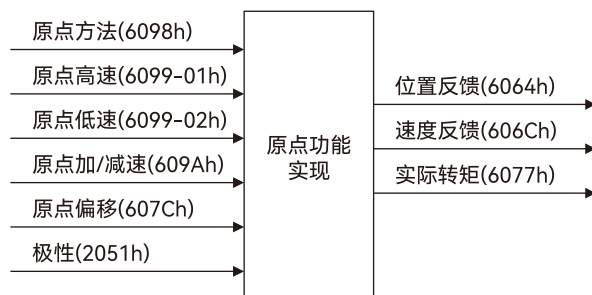 原点方法(6098h)
原点高速(6099-01h)
原点低速(6099-02h)
原点加/减速(609Ah)
原点偏移(607Ch)
极性(2051h)
原点功能
实现
位置反馈(6064h)
速度反馈(606Ch)
实际转矩(6077h)